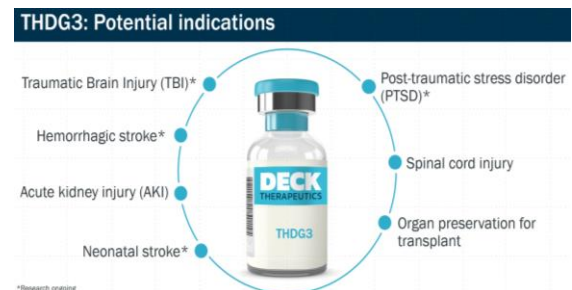 THDG3: Potential indications
Traumatic Brain Injury (TBI)*
Hemorrhagic stroke*
Acute kidney injury (AKI)
Neonatal stroke*
DECK
THERAPEUTICS
THDG3
Post-traumatic stress disorder
(PTSD)*
Spinal cord injury
Organ preservation for
transplant
*Research ongoing